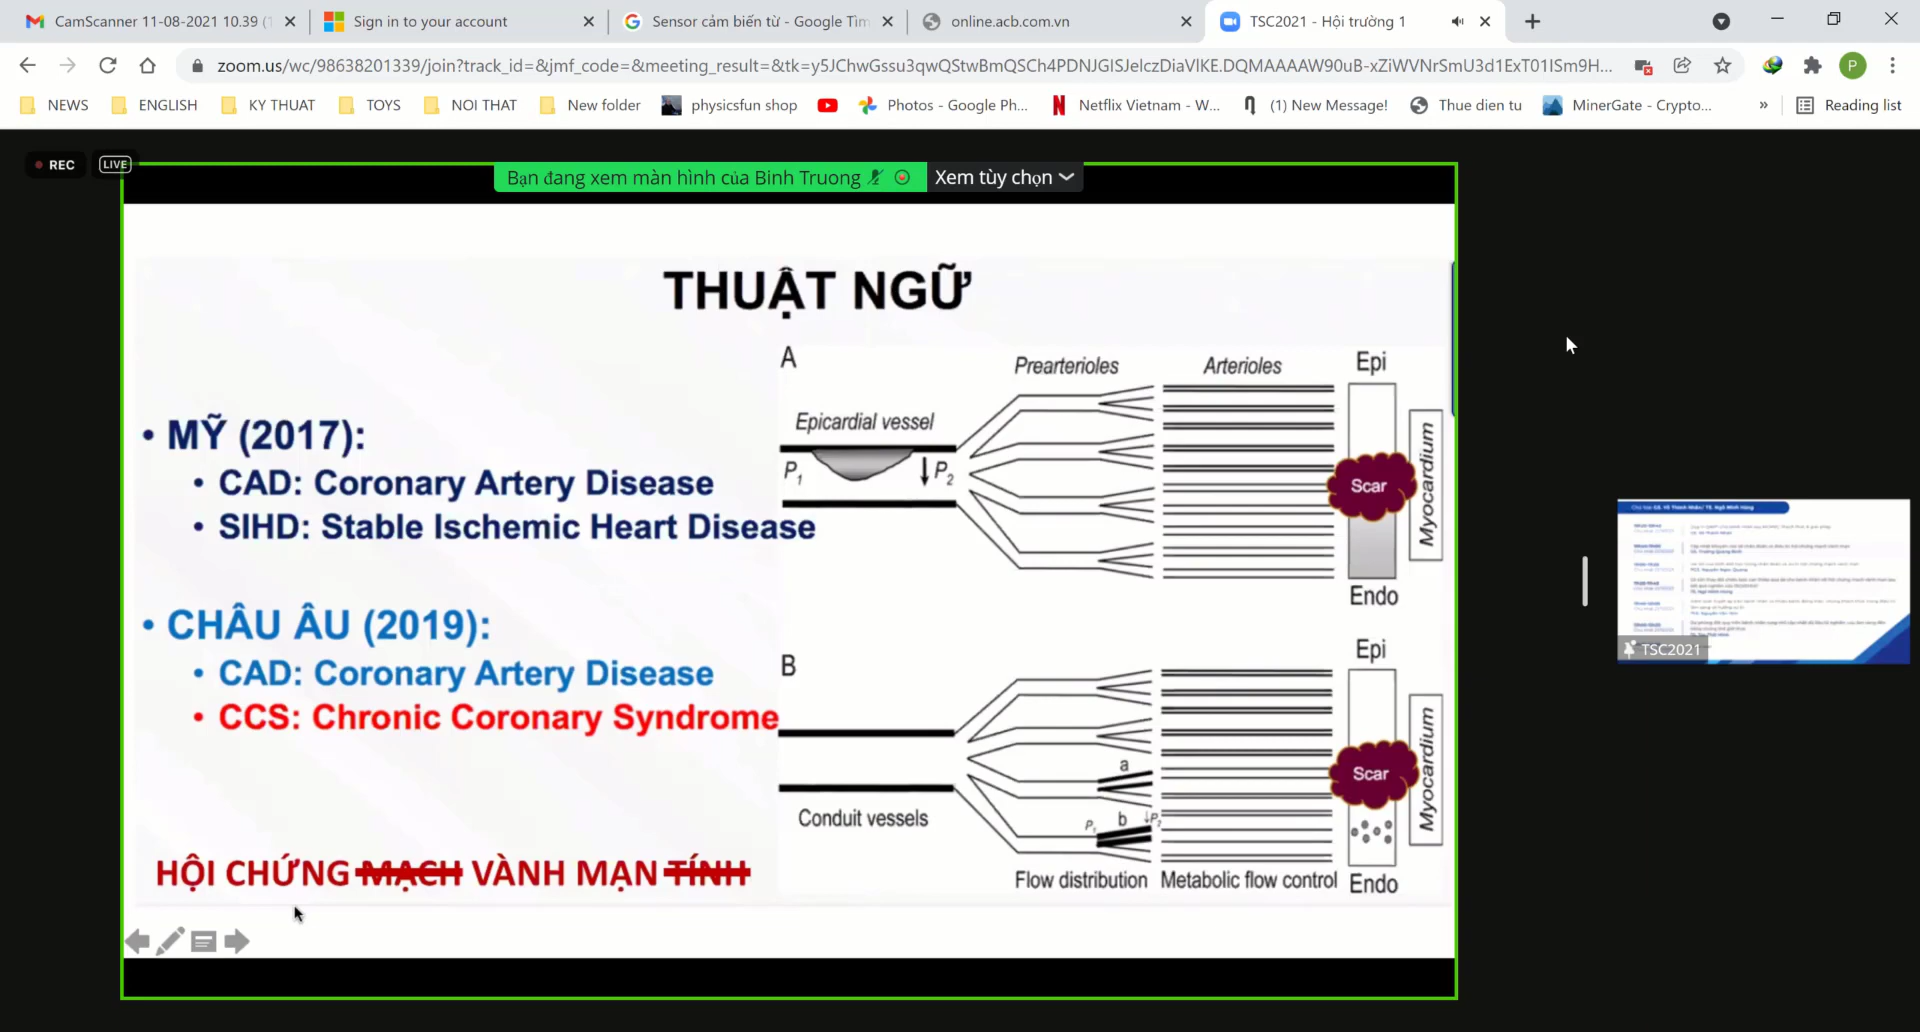 CamScanner 11-08-2021 10.39 (1
Sign in to your account
Sensor cảm biến từ - Google Tìm
online.acb.com.vn
TSC2021 - Hội trường 1
zoom.us/wc/98638201339/join?track_id=&jmf_code=&meeting_result=&tk=
P
NEWS
ENGLISH
KY THUAT
TOYS
NOI THAT
New folder
physicsfun shop
Photos - Google Ph...
Netflix Vietnam - W...
(1) New Message!
Thue dien tu
MinerGate - Crypto...
»
Reading list
REC
LIVE
Bạn đang xem màn hình của Binh Truong
Xem tùy chọn
THUẬT NGỮ
• MỸ (2017):
• CAD: Coronary Artery Disease
• SIHD: Stable Ischemic Heart Disease
• CHÂU ÂU (2019):
• CAD: Coronary Artery Disease
• CCS: Chronic Coronary Syndrome
HỘI CHỨNG MẠCH VÀNH MẠN TÍNH
A
Prearterioles
Arterioles
Epi
Epicardial vessel
P1
↓P2
Scar
Myocardium
Endo
B
Epi
a
Scar
Myocardium
Conduit vessels
P1
b
↓P2
Flow distribution
Metabolic flow control
Endo
TSC2021